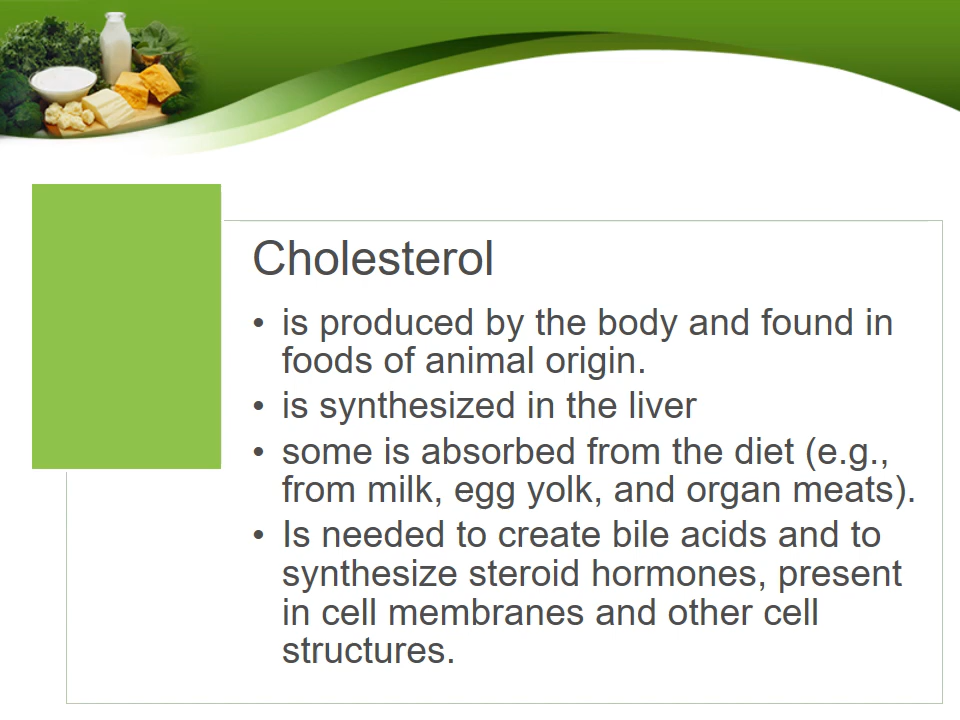 Cholesterol
• is produced by the body and found in
foods of animal origin.
• is synthesized in the liver
• some is absorbed from the diet (e.g.,
from milk, egg yolk, and organ meats).
• Is needed to create bile acids and to
synthesize steroid hormones, present
in cell membranes and other cell
structures.